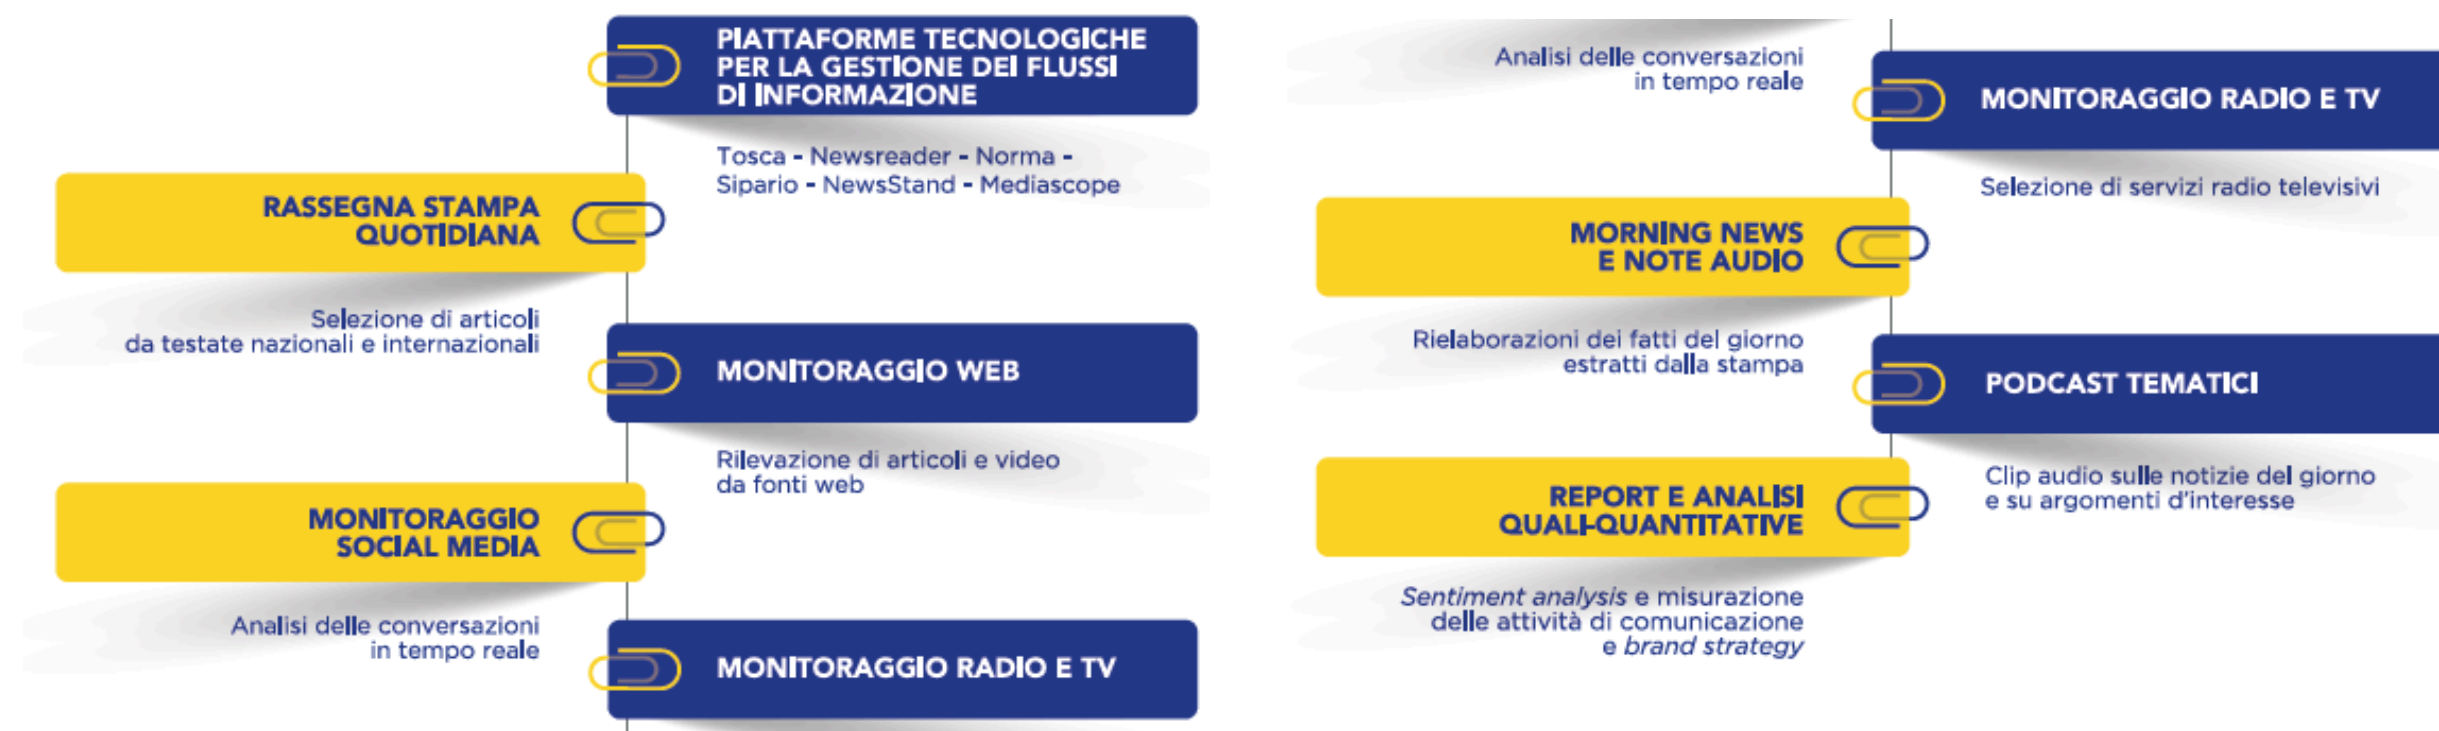 PIATTAFORME TECNOLOGICHE
PER LA GESTIONE DEI FLUSSI
DI INFORMAZIONE
Tosca - Newsreader - Norma -
Sipario - NewsStand - Mediascope
RASSEGNA STAMPA
QUOTIDIANA
Selezione di articoli
da testate nazionali e internazionali
MONITORAGGIO WEB
Rilevazione di articoli e video
da fonti web
MONITORAGGIO
SOCIAL MEDIA
Analisi delle conversazioni
in tempo reale
MONITORAGGIO RADIO E TV
Analisi delle conversazioni
in tempo reale
MONITORAGGIO RADIO E TV
Selezione di servizi radio televisivi
MORNING NEWS
E NOTE AUDIO
Rielaborazioni dei fatti del giorno
estratti dalla stampa
PODCAST TEMATICI
Clip audio sulle notizie del giorno
e su argomenti d'interesse
REPORT E ANALISI
QUALI-QUANTITATIVE
Sentiment analysis e misurazione
delle attività di comunicazione
e brand strategy